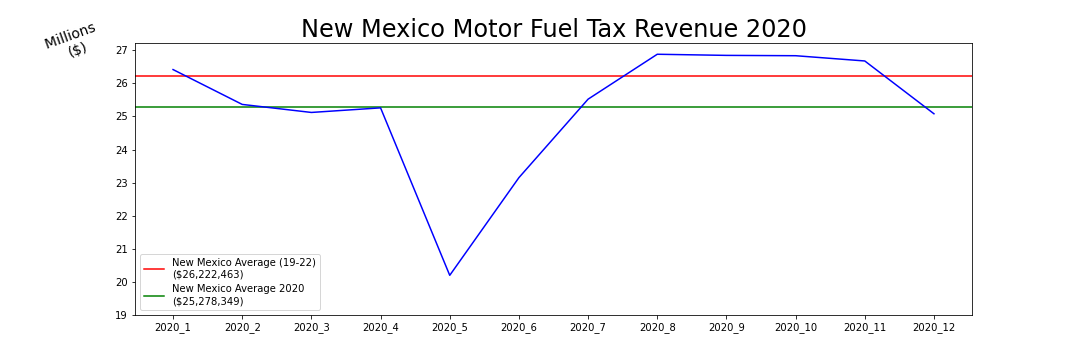 Millions
($)
New Mexico Motor Fuel Tax Revenue 2020
27
26
25
24
23
22
21
20
19
New Mexico Average (19-22)
($26,222,463)
New Mexico Average 2020
($25,278,349)
2020_1 2020_2 2020_3 2020_4 2020_5 2020_6 2020_7 2020_8 2020_9 2020_10 2020_11 2020_12